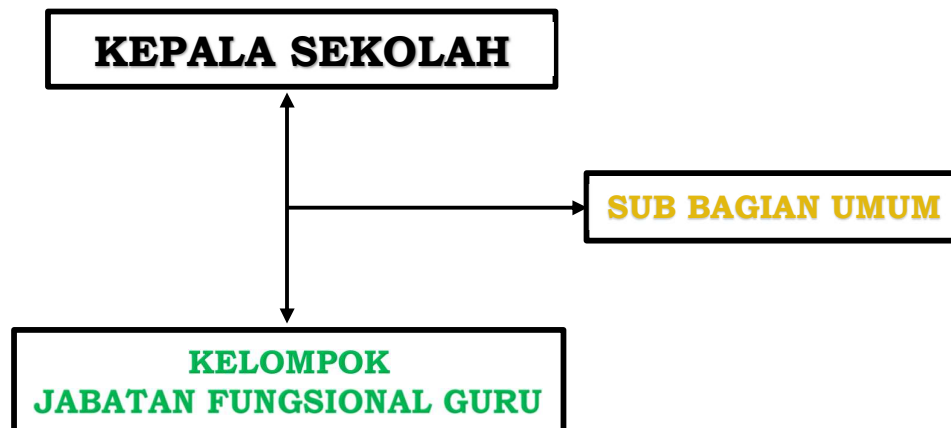 KEPALA SEKOLAH
SUB BAGIAN UMUM
KELOMPOK
JABATAN FUNGSIONAL GURU